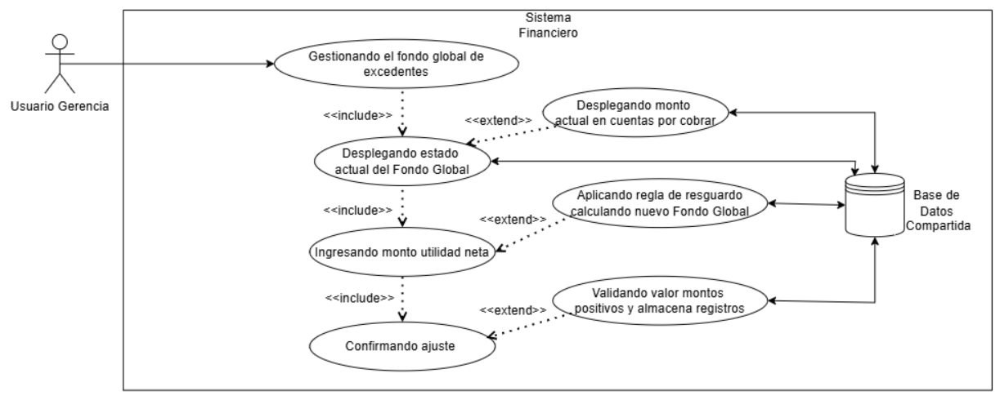 Sistema
Financiero
Usuario Gerencia
Gestionando el fondo global de
excedentes
<<include>>
Desplegando monto
actual en cuentas por cobrar
<<extend>>
Desplegando estado
actual del Fondo Global
<<include>>
Aplicando regla de resguardo
calculando nuevo Fondo Global
<<extend>>
Base de
Datos
Compartida
Ingresando monto utilidad neta
<<include>>
Validando valor montos
positivos y almacena registros
<<extend>>
Confirmando ajuste